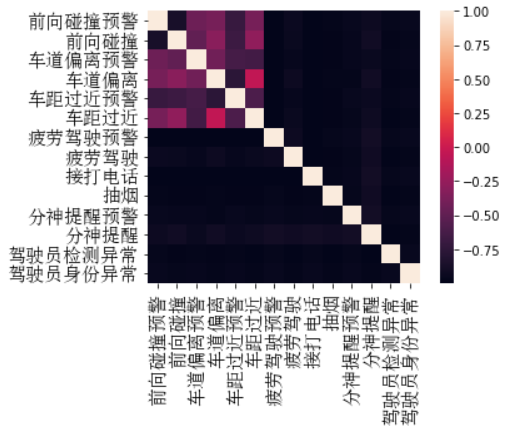 前向碰撞预警
前向碰撞
车道偏离预警
车道偏离
车距过近预警
车距过近
疲劳驾驶预警
疲劳驾驶
接打电话
抽烟
分神提醒预警
分神提醒
驾驶员检测异常
驾驶员身份异常
前向碰撞预警
前向碰撞
车道偏离预警
车道偏离
车距过近预警
车距过近
疲劳驾驶预警
疲劳驾驶
接打电话
抽烟
分神提醒预警
分神提醒
驾驶员检测异常
驾驶员身份异常
1.00
0.75
0.50
0.25
0.00
−0.25
−0.50
−0.75